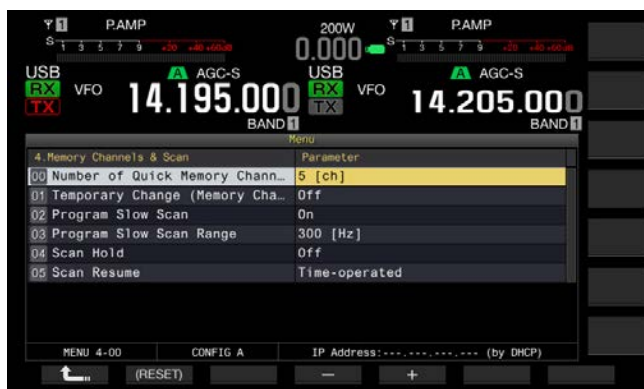 1 P.AMP 200W 1 P.AMP
S 1 3 5 7 9 +20 +40 +60dB 0.000 S 1 3 5 7 9 +20 +40 +60dB
USB A AGC-S USB A AGC-S
RX VFO 14.195.000 RX VFO 14.205.000
TX TX
BAND 1 BAND 1
Menu
4.Memory Channels & Scan Parameter
00 Number of Quick Memory Chann… 5 [ch]
01 Temporary Change (Memory Cha… Off
02 Program Slow Scan On
03 Program Slow Scan Range 300 [Hz]
04 Scan Hold Off
05 Scan Resume Time-operated
MENU 4-00 CONFIG A IP Address:---.---.---.--- (by DHCP)
(RESET) － +